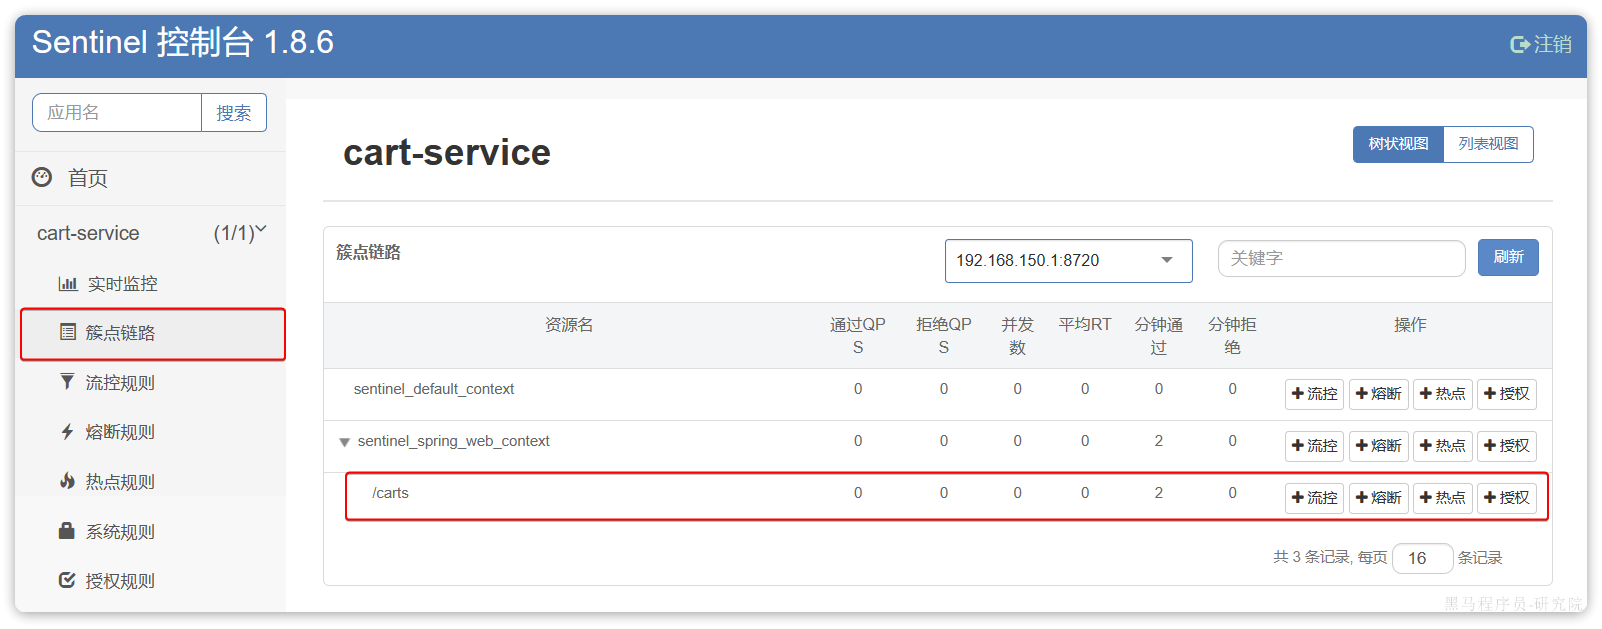 Sentinel 控制台 1.8.6
注销
应用名
搜索
首页
cart-service (1/1)
实时监控
簇点链路
流控规则
熔断规则
热点规则
系统规则
授权规则
cart-service
树状视图
列表视图
簇点链路
192.168.150.1:8720
关键字
刷新
资源名 通过QP 拒绝QP 并发 平均RT 分钟通 分钟拒 操作
S S 数 过 绝
sentinel_default_context 0 0 0 0 0 0 流控 熔断 热点 授权
sentinel_spring_web_context 0 0 0 0 2 0 流控 熔断 热点 授权
/carts 0 0 0 0 2 0 流控 熔断 热点 授权
共 3 条记录, 每页 16 条记录
黑马程序员-研究院